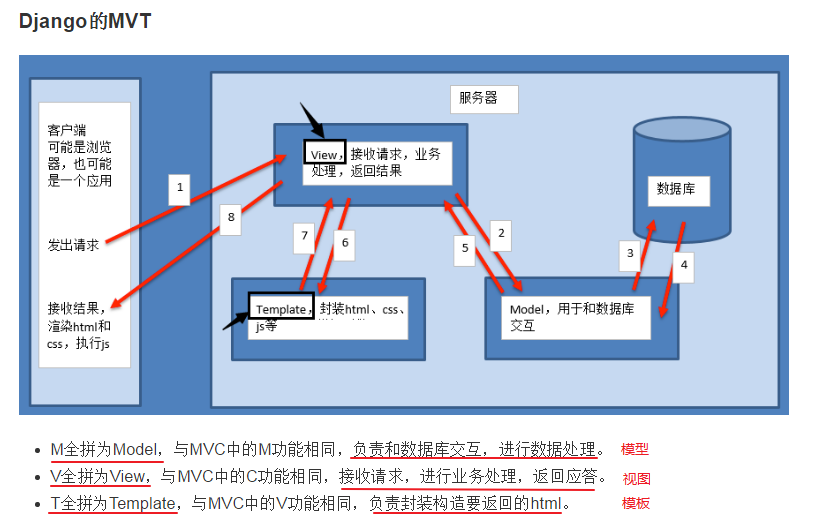 Django的MVT
服务器
客户端
可能是浏览
器，也可能
是一个应用
发出请求
接收结果，
渲染html和
css，执行js
1
8
View，接收请求，业务
处理，返回结果
数据库
7
6
5
2
3
4
Template，封装html、css、
js等
Model，用于和数据库
交互
M全拼为Model，与MVC中的M功能相同，负责和数据库交互，进行数据处理。 模型
V全拼为View，与MVC中的C功能相同，接收请求，进行业务处理，返回应答。 视图
T全拼为Template，与MVC中的V功能相同，负责封装构造要返回的html。 模板